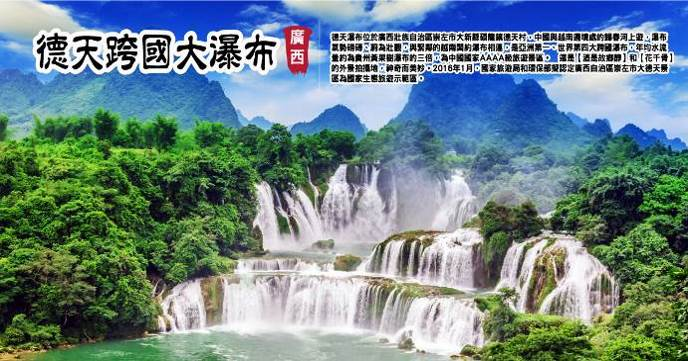 德天跨國大瀑布
廣西
德天瀑布位於廣西壯族自治區崇左市大新縣碩龍鎮德天村，中國與越南邊境處的歸春河上游，瀑布
氣勢磅礴、蔚為壯觀，與緊鄰的越南板約瀑布相連，是亞洲第一、世界第四大跨國瀑布，年均水流
量約為貴州黃果樹瀑布的三倍，為中國國家AAAA級旅遊景區。 還是【酒是故鄉醇】和【花千骨】
的外景拍攝地，神奇而美妙。2016年1月，國家旅遊局和環保部擬認定廣西自治區崇左市大德天景
區為國家生態旅遊示範區。